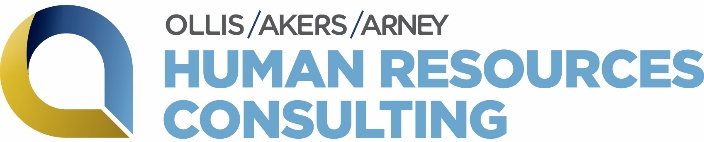 OLLIS/AKERS/ARNEY
HUMAN RESOURCES
CONSULTING